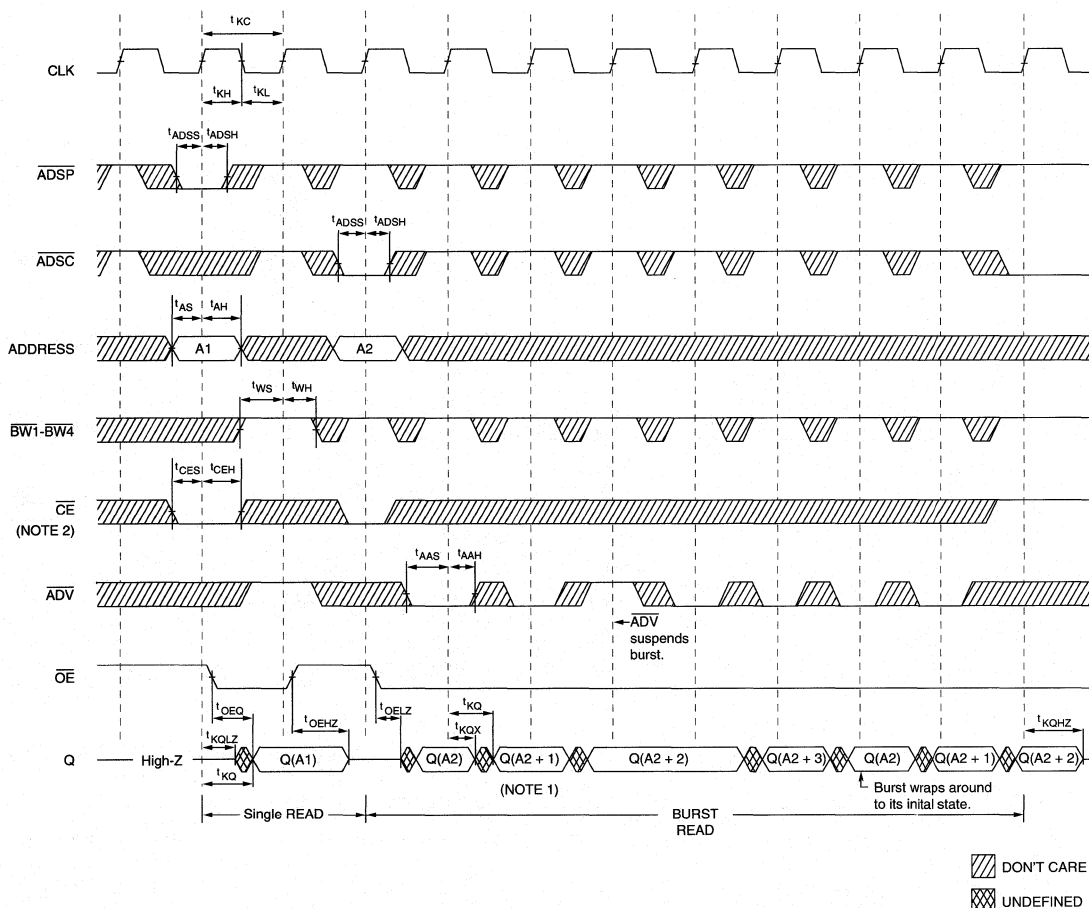 tKC
CLK
tKH tKL
tADSS tADSH
ADSP
tADSS tADSH
ADSC
tAS tAH
ADDRESS A1 A2
tWS tWH
BW1-BW4
tCES tCEH
CE
(NOTE 2)
tAAS tAAH
ADV
ADV
suspends
burst.
OE
tOEQ tOEHZ tOELZ tKQ
tKQLZ tKQX tKQHZ
Q High-Z Q(A1) Q(A2) Q(A2 + 1) Q(A2 + 2) Q(A2 + 3) Q(A2) Q(A2 + 1) Q(A2 + 2)
tKQ
(NOTE 1)
Burst wraps around
to its inital state.
Single READ BURST
READ
DON'T CARE
UNDEFINED